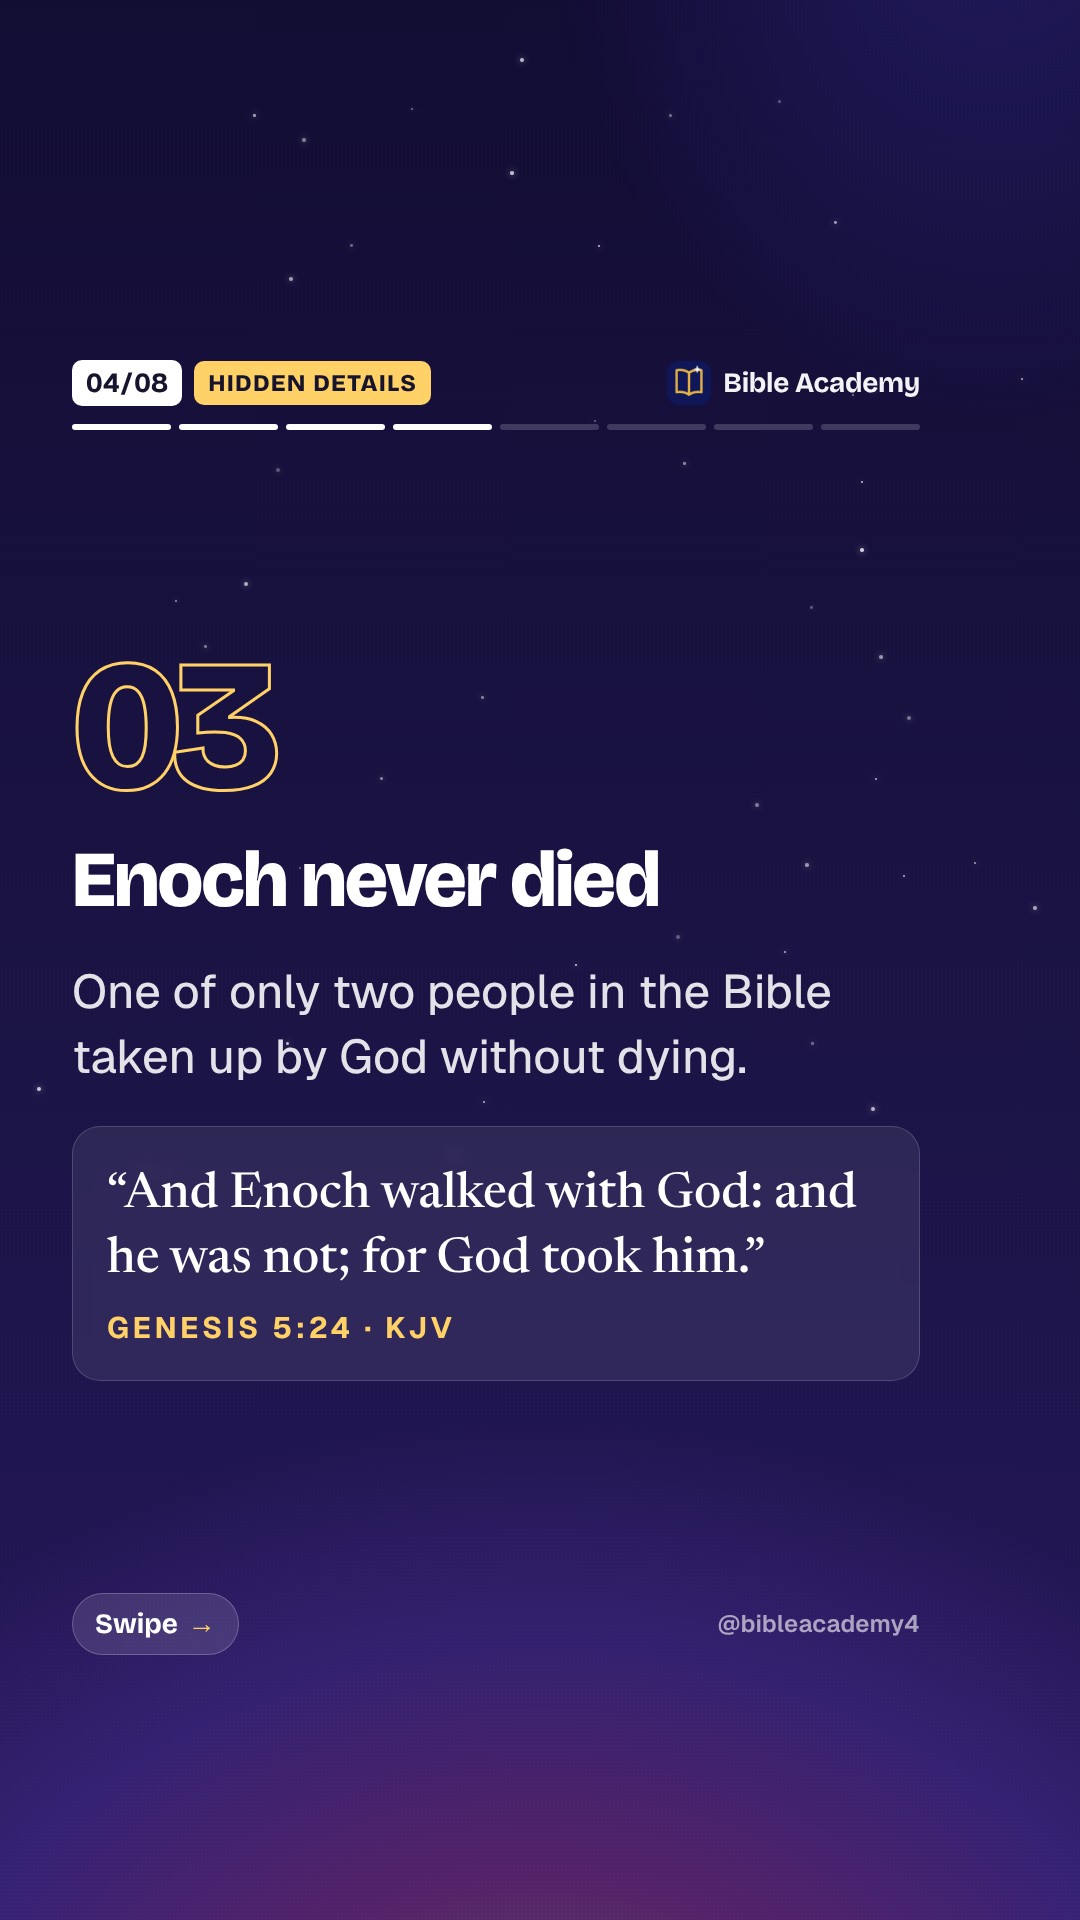 04/08
HIDDEN DETAILS
Bible Academy
03
Enoch never died
One of only two people in the Bible
taken up by God without dying.
“And Enoch walked with God: and
he was not; for God took him.”
GENESIS 5:24 · KJV
Swipe →
@bibleacademy4